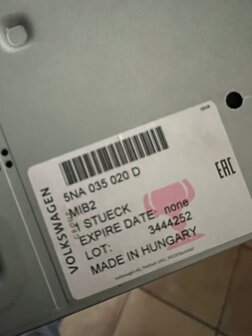 5NA 035 020 D
MIB2
1 STUECK
EXPIRE DATE: none
LOT: 3444252
MADE IN HUNGARY
VOLKSWAGEN
EAC